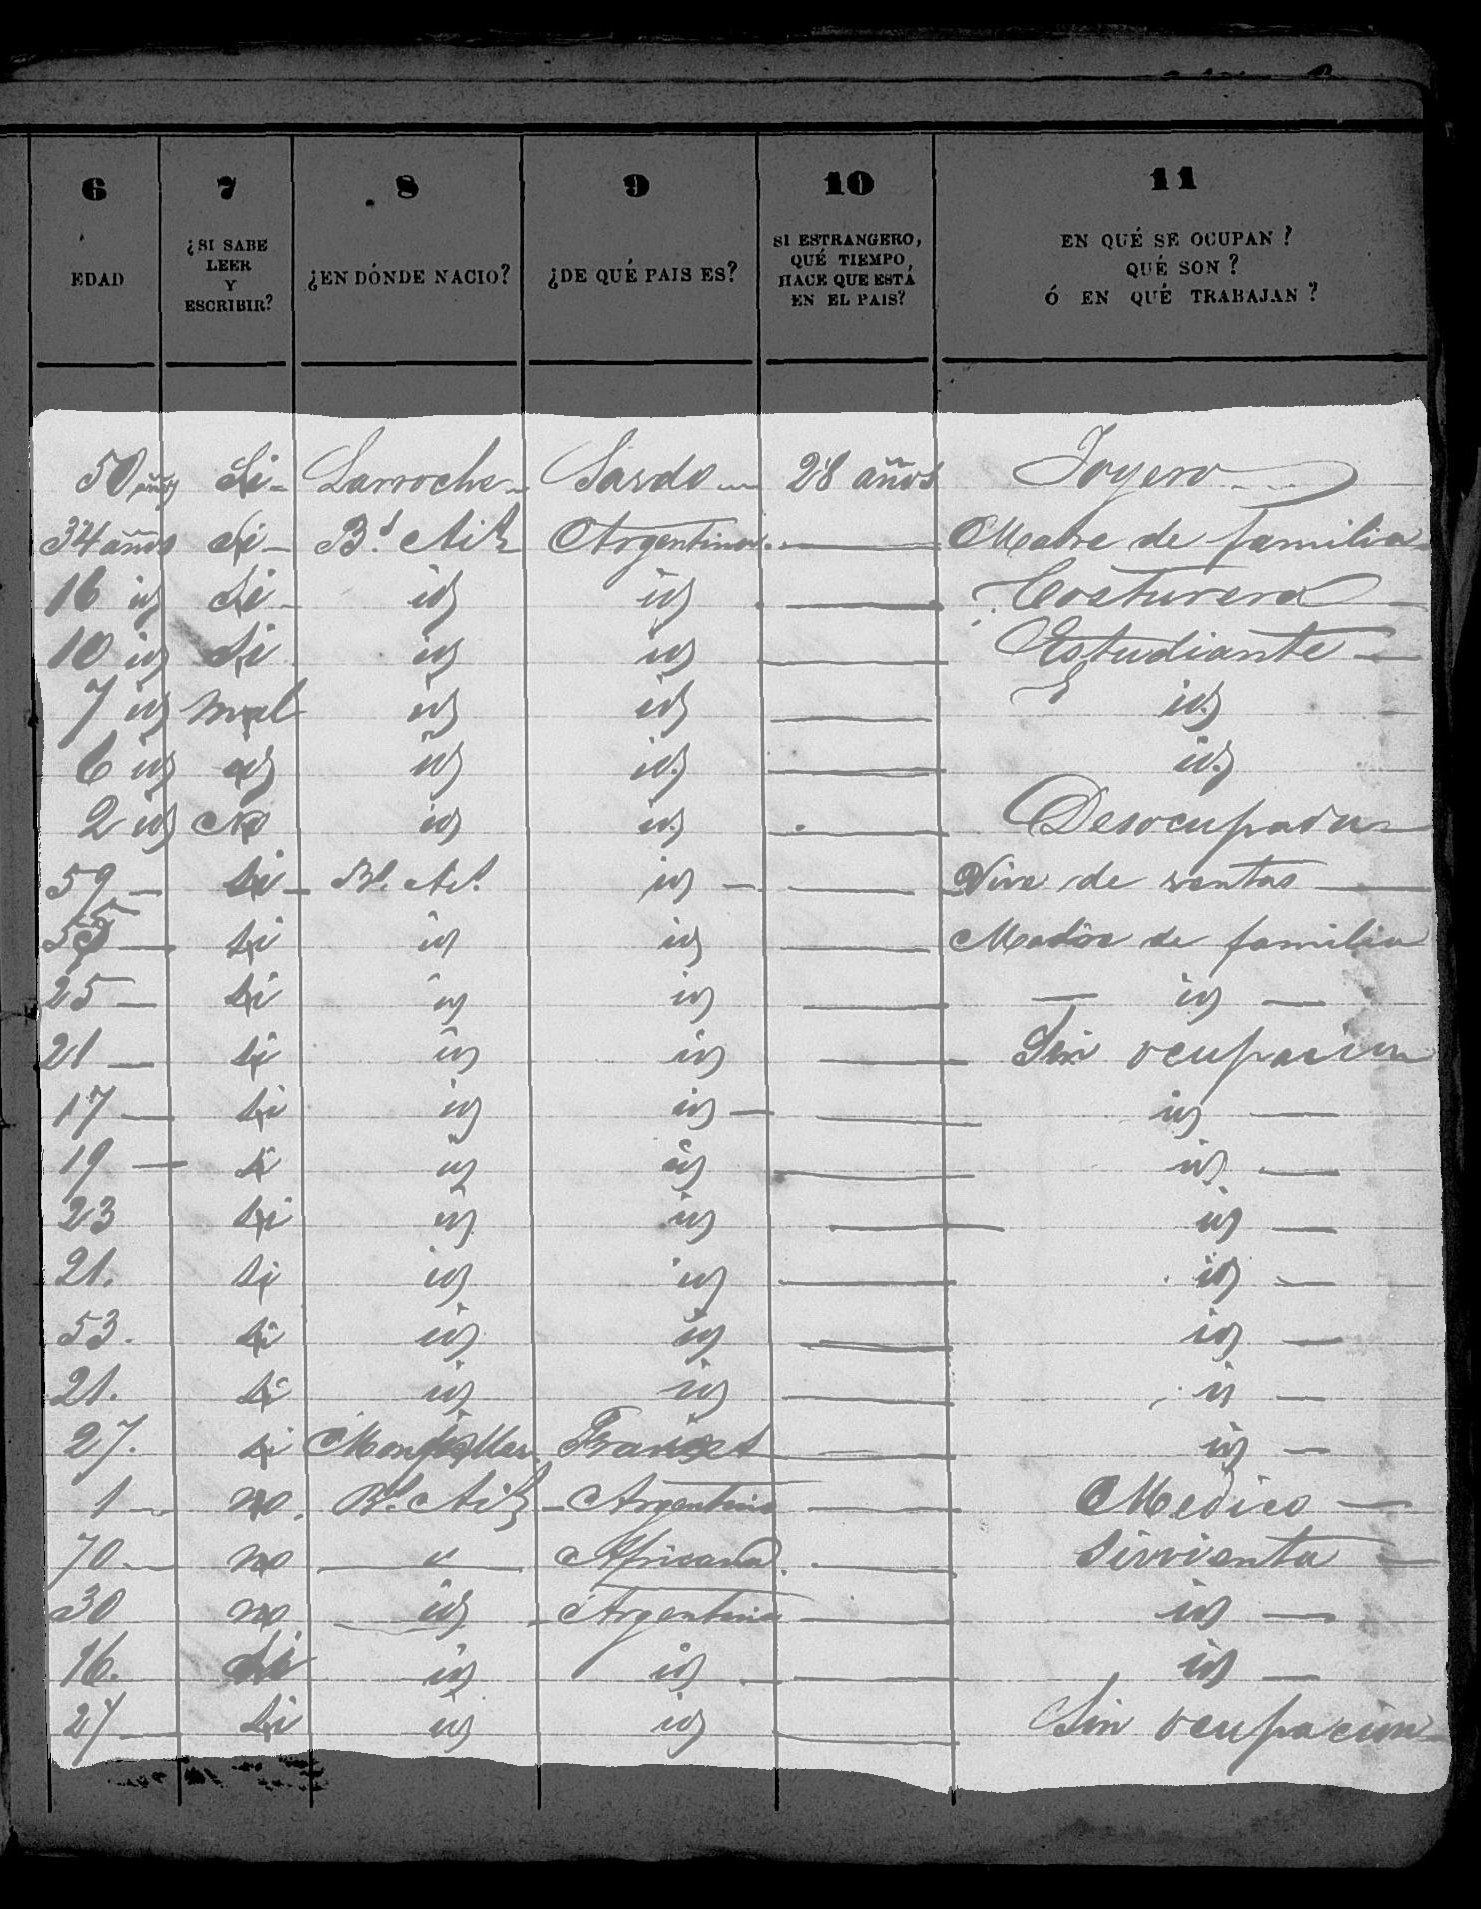 6 7 8 9 10 11
EDAD ¿SI SABE LEER Y ESCRIBIR? ¿EN DÓNDE NACIO? ¿DE QUÉ PAIS ES? SI ESTRANGERO, QUÉ TIEMPO, HACE QUE ESTÁ EN EL PAIS? EN QUÉ SE OCUPAN? QUÉ SON? Ó EN QUÉ TRABAJAN?
50 años Si Larroche Sardo 28 años Joyero
34 años Si Bs. Ais Argentina Madre de familia
16 id Si id id Costurera
10 id Si id id Estudiante
7 id mal id id id
6 id id id id. id.
2 id No id id. Desocupada
59 si Bs. As. id Vive de rentas
55 si id id Madre de familia
25 si id id id
21 si id id Sin ocupacion
17 si id id id
19 si id id id
23 si id id id
21. si id id id
53. si id id id
21. si id id id
27. si Frances id
1 no. Bs. Ais Argentino Medico
70 no " Africana. Sirvienta
30 no id Argentina id
16. Si id id id
27 Si id id Sin ocupacion